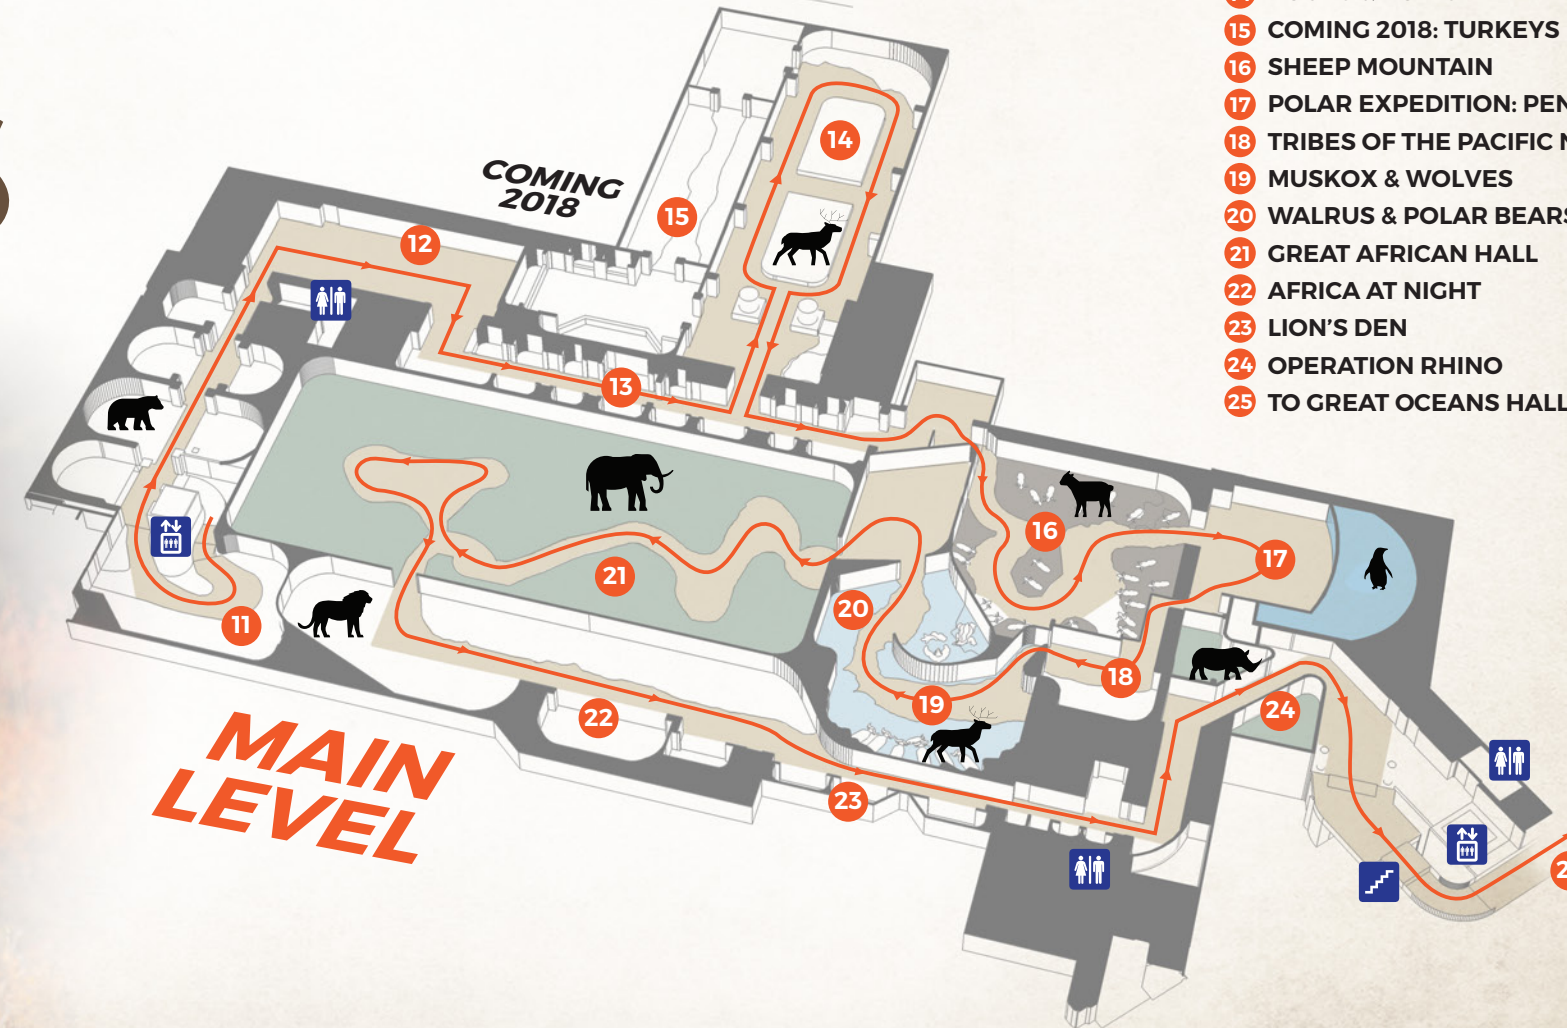 15 COMING 2018: TURKEYS
16 SHEEP MOUNTAIN
17 POLAR EXPEDITION:
18 TRIBES OF THE PACIFIC
19 MUSKOX & WOLVES
20 WALRUS & POLAR BEARS
21 GREAT AFRICAN HALL
22 AFRICA AT NIGHT
23 LION'S DEN
24 OPERATION RHINO
25 TO GREAT OCEANS HALL
COMING
2018
14
15
12
13
16
17
21
20
11
18
19
24
22
23
MAIN
LEVEL